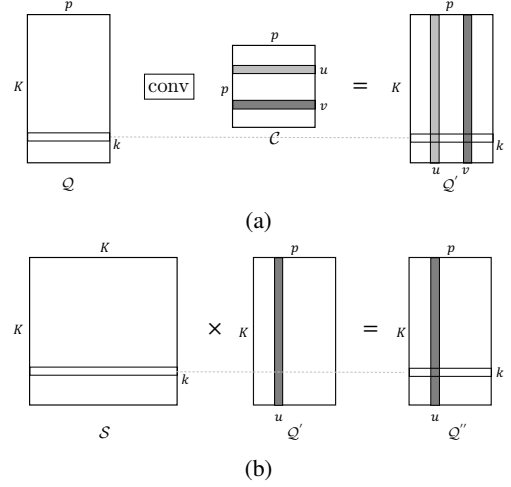 p p p
K conv p u v = K
k k
𝒬 𝒞 u v 𝒬′
(a)
K p p
K × K = K
k k
u u
𝒮 𝒬′ 𝒬″
(b)